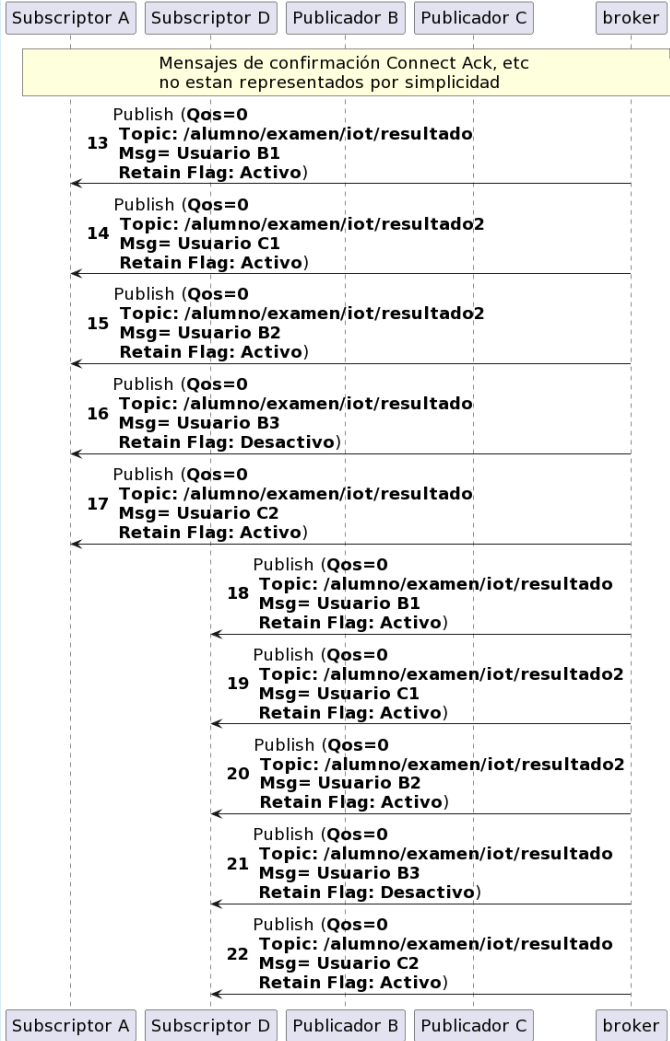 Subscriptor A Subscriptor D Publicador B Publicador C broker
Mensajes de confirmación Connect Ack, etc
no estan representados por simplicidad
Publish (Qos=0
13 Topic: /alumno/examen/iot/resultado
Msg= Usuario B1
Retain Flag: Activo)
Publish (Qos=0
14 Topic: /alumno/examen/iot/resultado2
Msg= Usuario C1
Retain Flag: Activo)
Publish (Qos=0
15 Topic: /alumno/examen/iot/resultado2
Msg= Usuario B2
Retain Flag: Activo)
Publish (Qos=0
16 Topic: /alumno/examen/iot/resultado
Msg= Usuario B3
Retain Flag: Desactivo)
Publish (Qos=0
17 Topic: /alumno/examen/iot/resultado
Msg= Usuario C2
Retain Flag: Activo)
Publish (Qos=0
18 Topic: /alumno/examen/iot/resultado
Msg= Usuario B1
Retain Flag: Activo)
Publish (Qos=0
19 Topic: /alumno/examen/iot/resultado2
Msg= Usuario C1
Retain Flag: Activo)
Publish (Qos=0
20 Topic: /alumno/examen/iot/resultado2
Msg= Usuario B2
Retain Flag: Activo)
Publish (Qos=0
21 Topic: /alumno/examen/iot/resultado
Msg= Usuario B3
Retain Flag: Desactivo)
Publish (Qos=0
22 Topic: /alumno/examen/iot/resultado
Msg= Usuario C2
Retain Flag: Activo)
Subscriptor A Subscriptor D Publicador B Publicador C broker